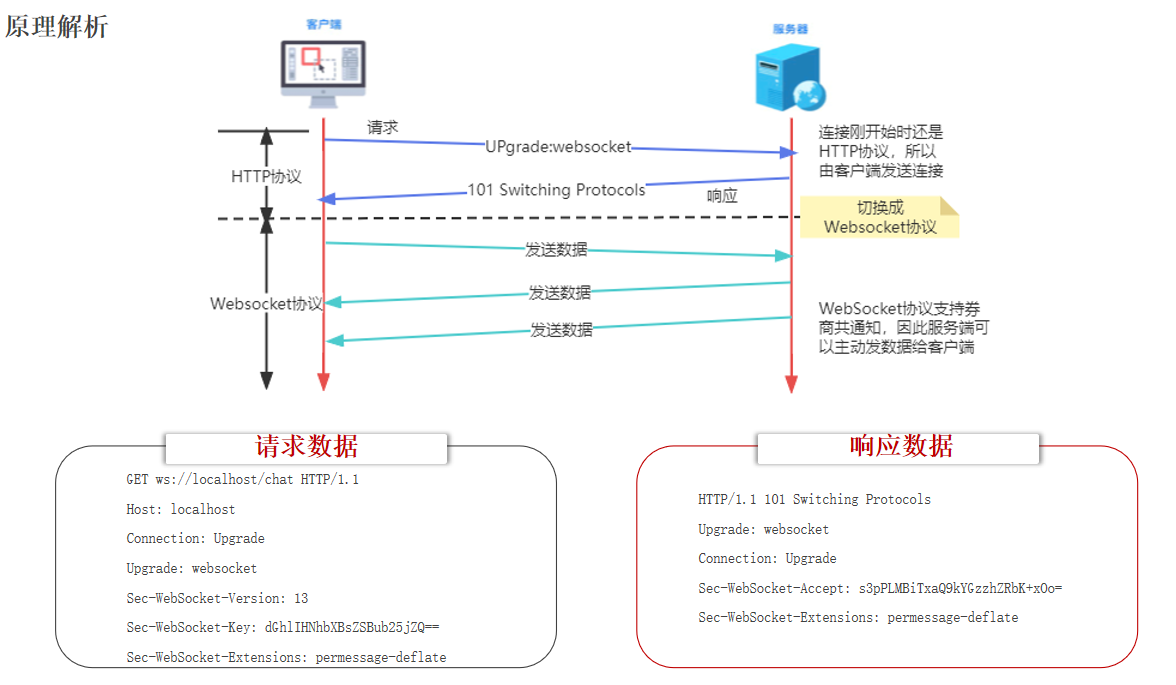 原理解析
客户端
服务器
请求
UPgrade:websocket
连接刚开始时还是
HTTP协议，所以
由客户端发送连接
HTTP协议
101 Switching Protocols
响应
切换成
Websocket协议
发送数据
发送数据
Websocket协议
发送数据
WebSocket协议支持券
商共通知，因此服务端可
以主动发数据给客户端
请求数据
GET ws://localhost/chat HTTP/1.1
Host: localhost
Connection: Upgrade
Upgrade: websocket
Sec-WebSocket-Version: 13
Sec-WebSocket-Key: dGhlIHNhbXBsZSBub25jZQ==
Sec-WebSocket-Extensions: permessage-deflate
响应数据
HTTP/1.1 101 Switching Protocols
Upgrade: websocket
Connection: Upgrade
Sec-WebSocket-Accept: s3pPLMBiTxaQ9kYGzzhZRbK+xOo=
Sec-WebSocket-Extensions: permessage-deflate